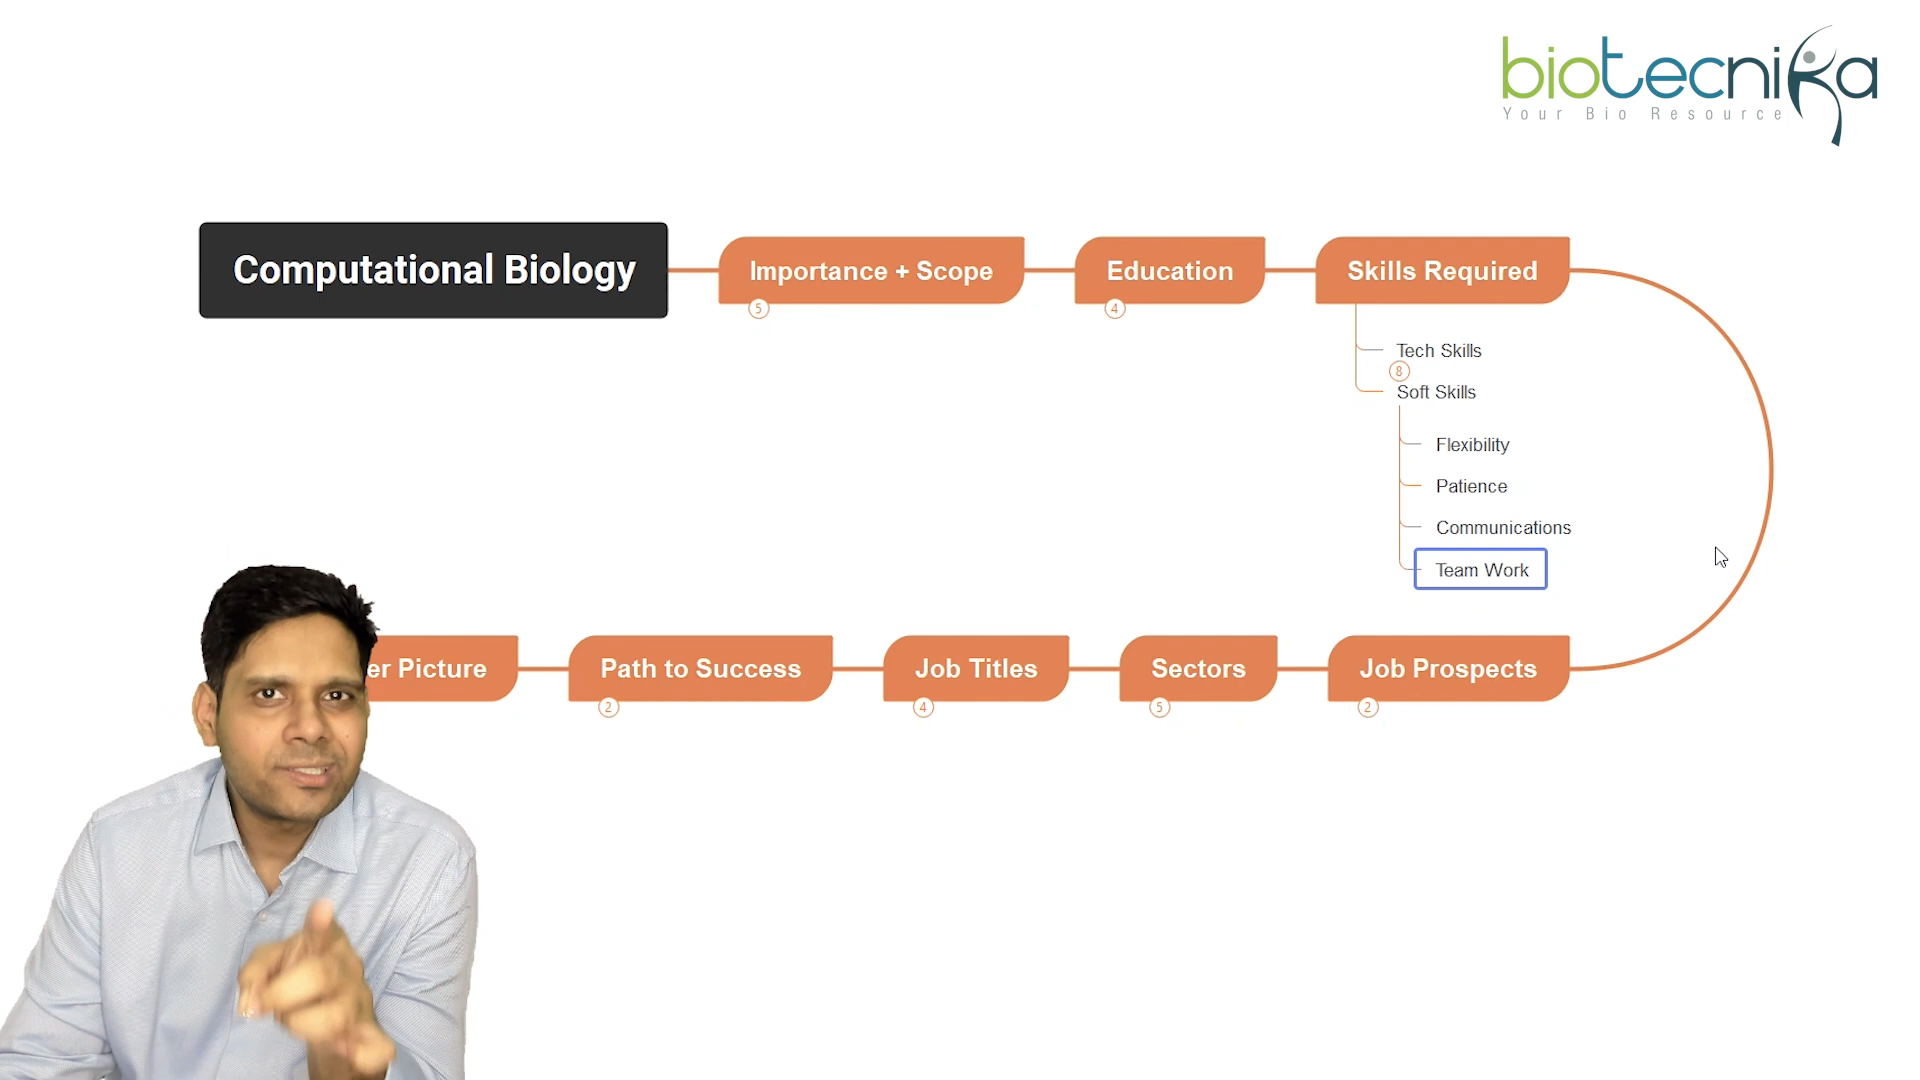 biotecnika
Your Bio Resource
Computational Biology
Importance + Scope
5
Education
4
Skills Required
Tech Skills
8
Soft Skills
Flexibility
Patience
Communications
Team Work
er Picture
Path to Success
2
Job Titles
4
Sectors
5
Job Prospects
2